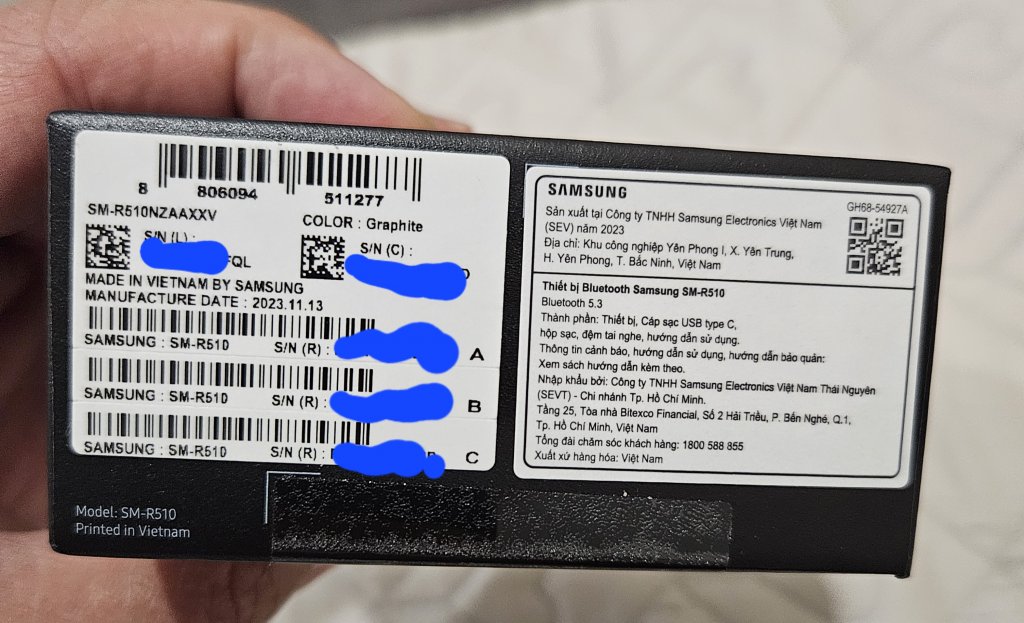 8 806094 511277
SM-R510NZAAXXV
COLOR : Graphite
S/N (L) :
FQL
S/N (C) :
MADE IN VIETNAM BY SAMSUNG
MANUFACTURE DATE : 2023.11.13
SAMSUNG : SM-R510 S/N (R) : A
SAMSUNG : SM-R510 S/N (R) : B
SAMSUNG : SM-R510 S/N (R) : C
Model: SM-R510
Printed in Vietnam
SAMSUNG
GH68-54927A
Sản xuất tại Công ty TNHH Samsung Electronics Việt Nam
(SEV) năm 2023
Địa chỉ: Khu công nghiệp Yên Phong I, X. Yên Trung,
H. Yên Phong, T. Bắc Ninh, Việt Nam
Thiết bị Bluetooth Samsung SM-R510
Bluetooth 5.3
Thành phần: Thiết bị, Cáp sạc USB type C,
hộp sạc, đệm tai nghe, hướng dẫn sử dụng.
Thông tin cảnh báo, hướng dẫn sử dụng, hướng dẫn bảo quản:
Xem sách hướng dẫn kèm theo.
Nhập khẩu bởi: Công ty TNHH Samsung Electronics Việt Nam Thái Nguyên
(SEVT) - Chi nhánh Tp. Hồ Chí Minh.
Tầng 25, Tòa nhà Bitexco Financial, Số 2 Hải Triều, P. Bến Nghé, Q.1,
Tp. Hồ Chí Minh, Việt Nam
Tổng đài chăm sóc khách hàng: 1800 588 855
Xuất xứ hàng hóa: Việt Nam